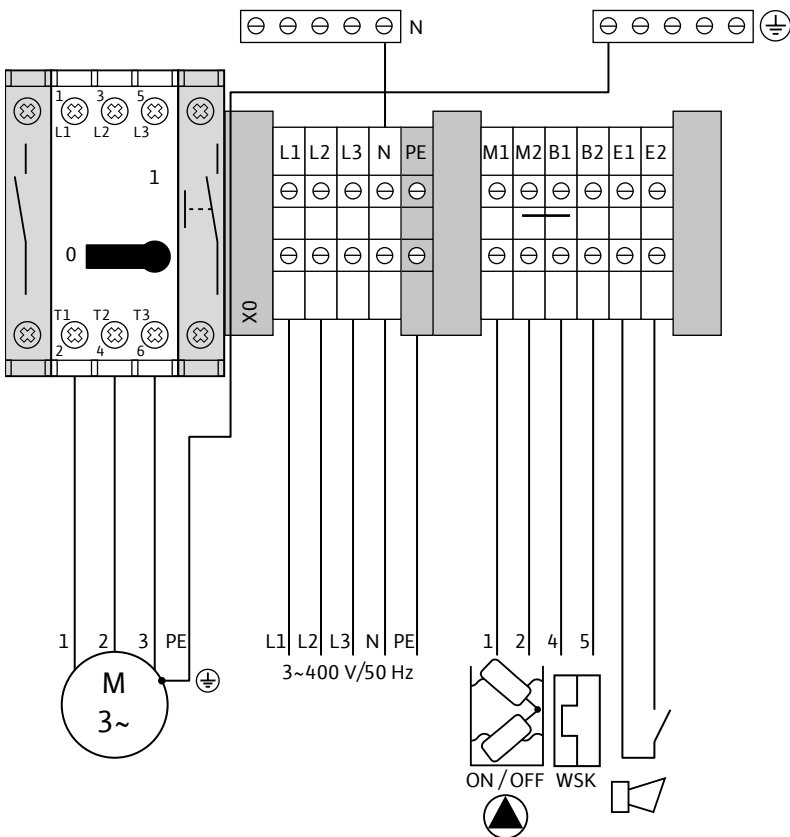 N
1 3 5
L1 L2 L3
1
0
T1 T2 T3
2 4 6
X0
L1 L2 L3 N PE
M1 M2 B1 B2 E1 E2
1 2 3 PE
M
3~
L1 L2 L3 N PE
3~400 V/50 Hz
1 2 4 5
ON / OFF WSK